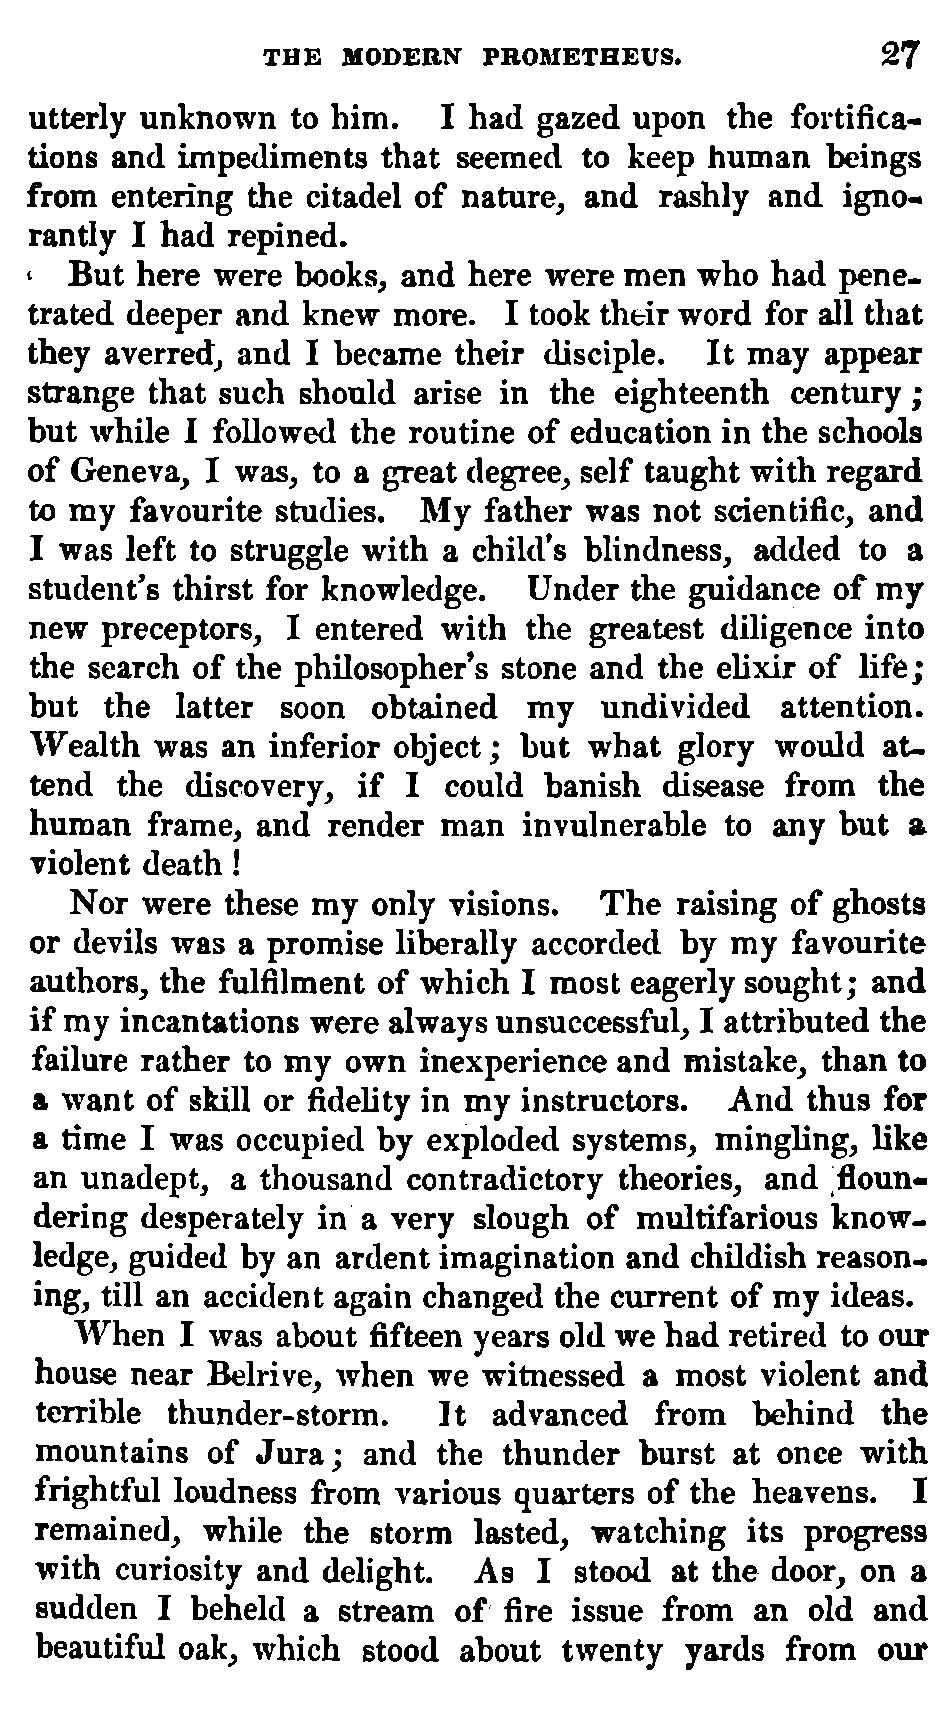 THE MODERN PROMETHEUS. 27
utterly unknown to him. I had gazed upon the fortifica-
tions and impediments that seemed to keep human beings
from entering the citadel of nature, and rashly and igno-
rantly I had repined.
But here were books, and here were men who had pene-
trated deeper and knew more. I took their word for all that
they averred, and I became their disciple. It may appear
strange that such should arise in the eighteenth century ;
but while I followed the routine of education in the schools
of Geneva, I was, to a great degree, self taught with regard
to my favourite studies. My father was not scientific, and
I was left to struggle with a child's blindness, added to a
student's thirst for knowledge. Under the guidance of my
new preceptors, I entered with the greatest diligence into
the search of the philosopher's stone and the elixir of life;
but the latter soon obtained my undivided attention.
Wealth was an inferior object ; but what glory would at-
tend the discovery, if I could banish disease from the
human frame, and render man invulnerable to any but a
violent death !
Nor were these my only visions. The raising of ghosts
or devils was a promise liberally accorded by my favourite
authors, the fulfilment of which I most eagerly sought; and
if my incantations were always unsuccessful, I attributed the
failure rather to my own inexperience and mistake, than to
a want of skill or fidelity in my instructors. And thus for
a time I was occupied by exploded systems, mingling, like
an unadept, a thousand contradictory theories, and floun-
dering desperately in a very slough of multifarious know-
ledge, guided by an ardent imagination and childish reason-
ing, till an accident again changed the current of my ideas.
When I was about fifteen years old we had retired to our
house near Belrive, when we witnessed a most violent and
terrible thunder-storm. It advanced from behind the
mountains of Jura ; and the thunder burst at once with
frightful loudness from various quarters of the heavens. I
remained, while the storm lasted, watching its progress
with curiosity and delight. As I stood at the door, on a
sudden I beheld a stream of fire issue from an old and
beautiful oak, which stood about twenty yards from our